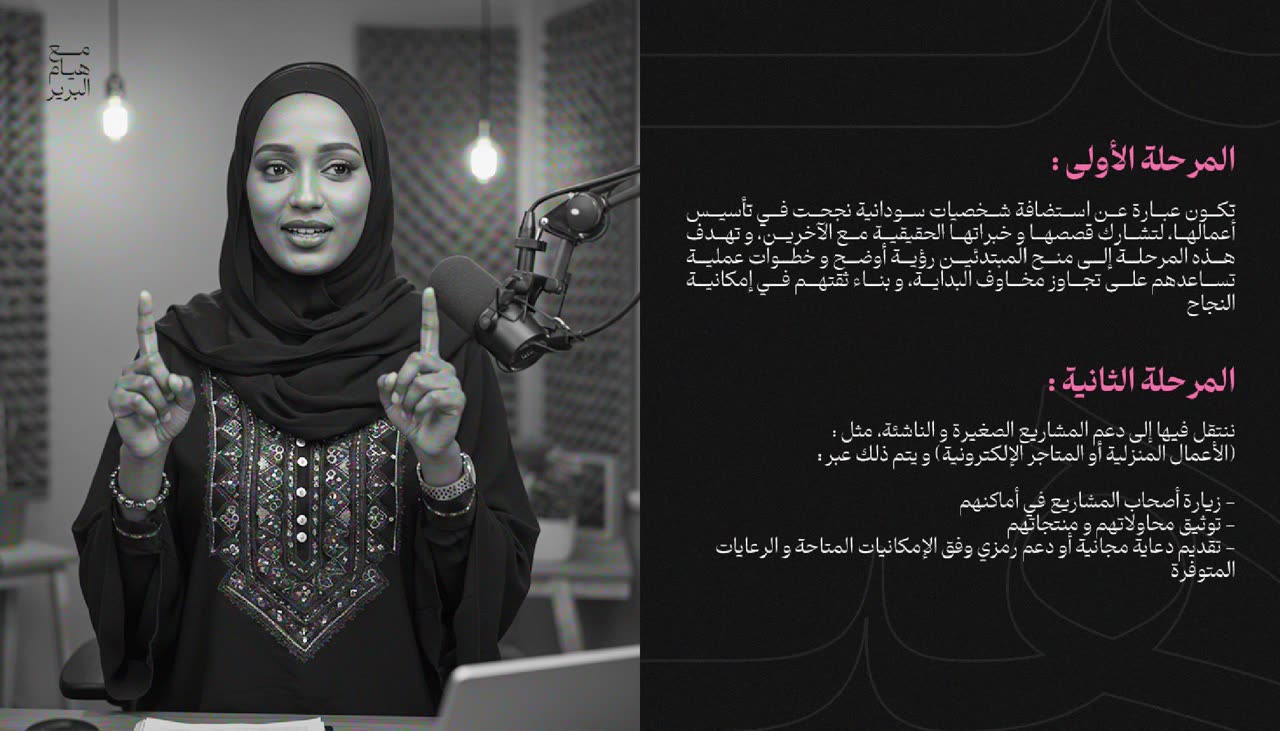 مع
هيام
البرير
المرحلة الأولى :
تكون عبارة عن استضافة شخصيات سودانية نجحت في تأسيس
أعمالها، لتشارك قصصها و خبراتها الحقيقية مع الآخرين، و تهدف
هذه المرحلة إلى منح المبتدئين رؤية أوضح و خطوات عملية
تساعدهم على تجاوز مخاوف البداية، و بناء ثقتهم في إمكانية
النجاح
المرحلة الثانية :
ننتقل فيها إلى دعم المشاريع الصغيرة و الناشئة، مثل :
(الأعمال المنزلية أو المتاجر الإلكترونية) و يتم ذلك عبر :
- زيارة أصحاب المشاريع في أماكنهم
- توثيق محاولاتهم و منتجاتهم
- تقديم دعاية مجانية أو دعم رمزي وفق الإمكانيات المتاحة و الرعايات
المتوفرة